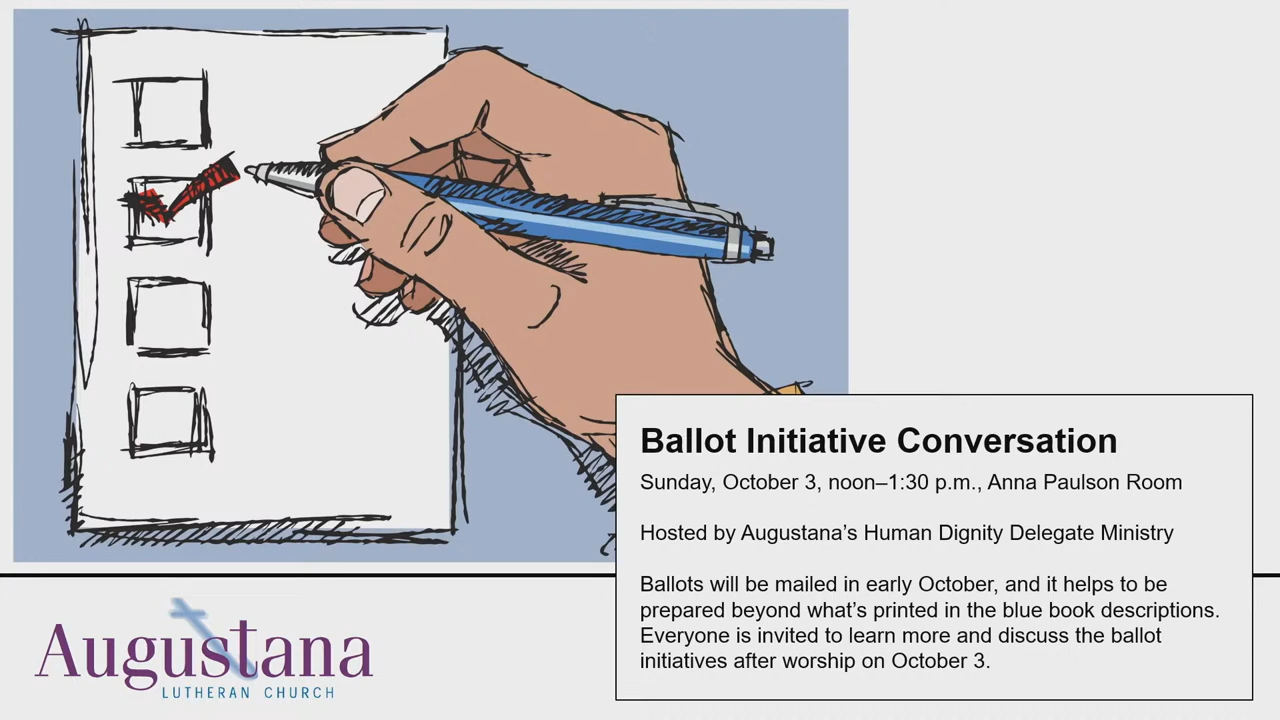 Ballot Initiative Conversation
Sunday, October 3, noon–1:30 p.m., Anna Paulson Room
Hosted by Augustana’s Human Dignity Delegate Ministry
Ballots will be mailed in early October, and it helps to be
prepared beyond what’s printed in the blue book descriptions.
Everyone is invited to learn more and discuss the ballot
initiatives after worship on October 3.
Augustana
LUTHERAN CHURCH